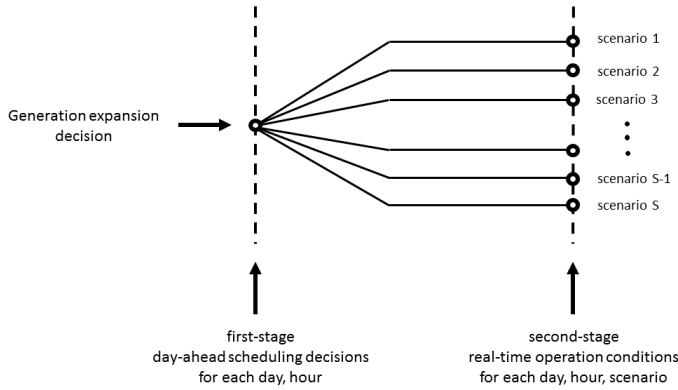 scenario 1
scenario 2
scenario 3
Generation expansion
decision
scenario S-1
scenario S
first-stage
day-ahead scheduling decisions
for each day, hour
second-stage
real-time operation conditions
for each day, hour, scenario